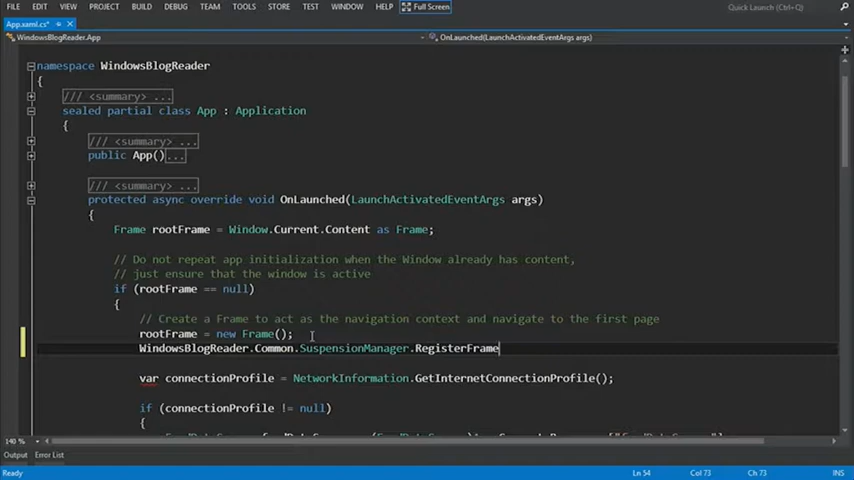 FILE EDIT VIEW PROJECT BUILD DEBUG TEAM TOOLS STORE TEST WINDOW HELP Full Screen Quick Launch (Ctrl+Q)
App.xaml.cs*
WindowsBlogReader.App OnLaunched(LaunchActivatedEventArgs args)
namespace WindowsBlogReader
{
/// <summary> ...
sealed partial class App : Application
{
/// <summary> ...
public App()...
/// <summary> ...
protected async override void OnLaunched(LaunchActivatedEventArgs args)
{
Frame rootFrame = Window.Current.Content as Frame;
// Do not repeat app initialization when the Window already has content,
// just ensure that the window is active
if (rootFrame == null)
{
// Create a Frame to act as the navigation context and navigate to the first page
rootFrame = new Frame();
WindowsBlogReader.Common.SuspensionManager.RegisterFrame
var connectionProfile = NetworkInformation.GetInternetConnectionProfile();
if (connectionProfile != null)
{
140 %
Output Error List
Ready Ln 54 Col 73 Ch 73 INS